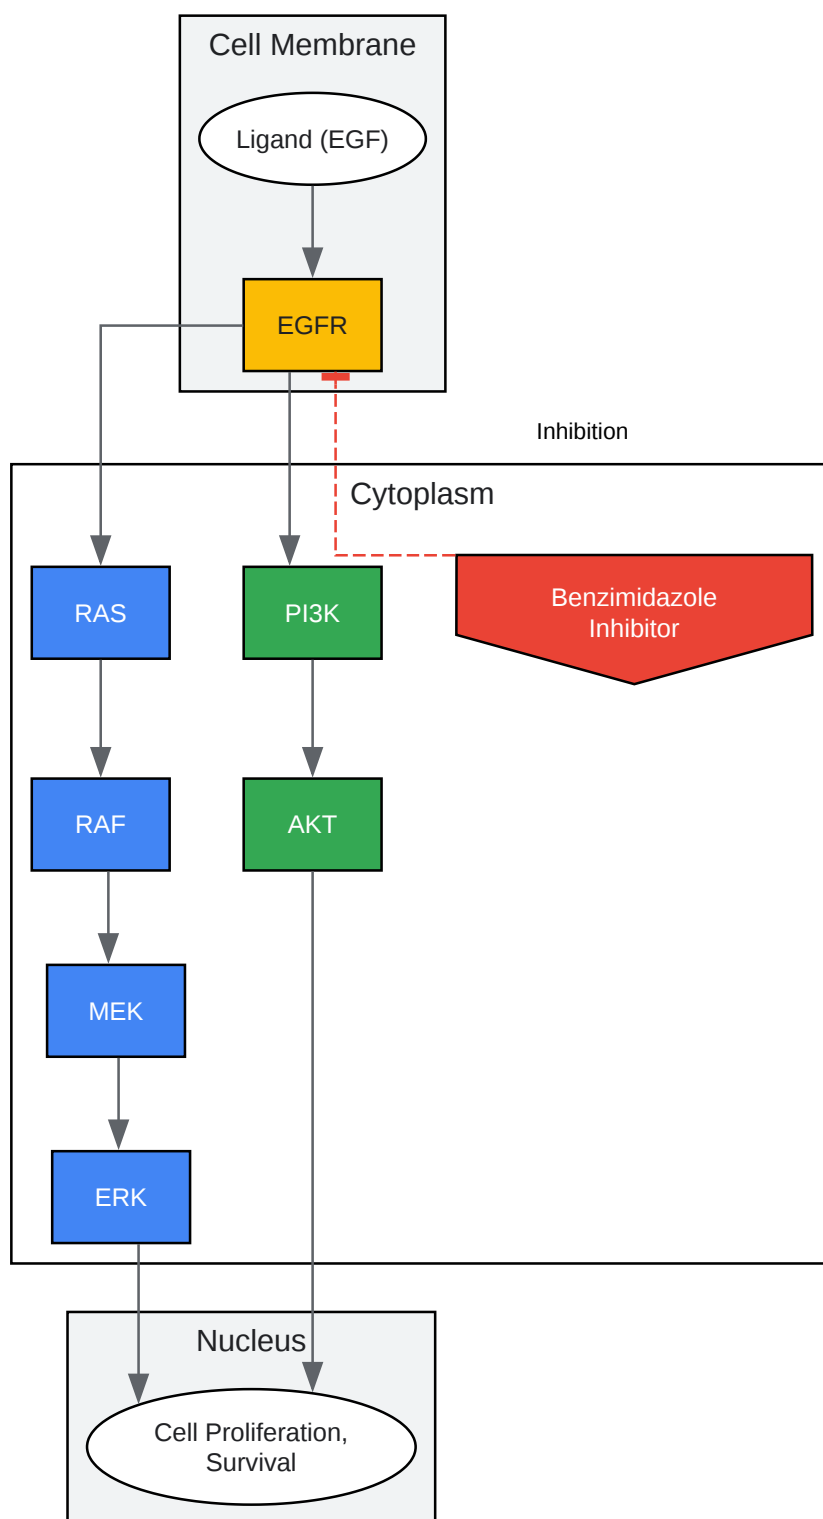 Cell Membrane
Ligand (EGF)
EGFR
Inhibition
Cytoplasm
RAS
PI3K
Benzimidazole
Inhibitor
RAF
AKT
MEK
ERK
Nucleus
Cell Proliferation,
Survival